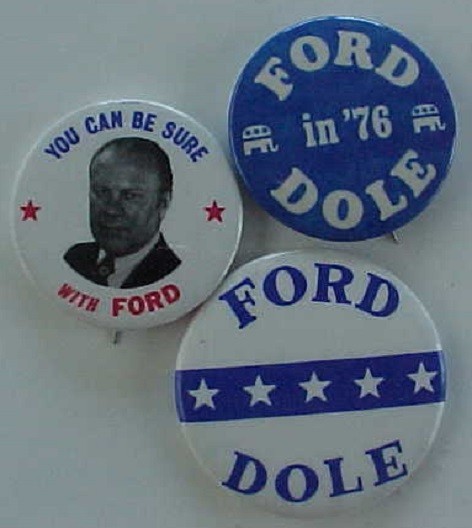 YOU CAN BE SURE
WITH FORD
FORD
in '76
DOLE
FORD
DOLE